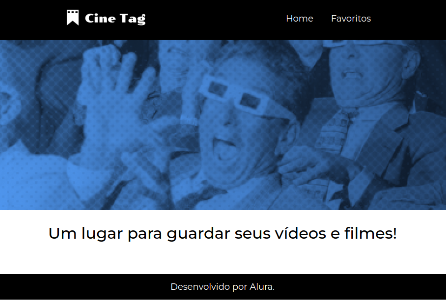 Cine Tag
Home Favoritos
Um lugar para guardar seus vídeos e filmes!
Desenvolvido por Alura.